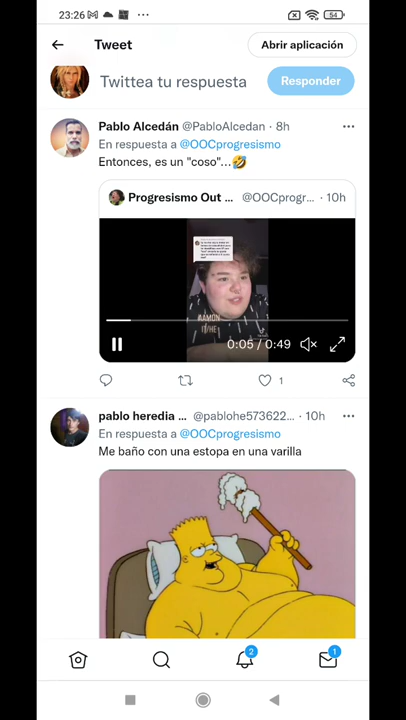 23:26
54
Tweet
Abrir aplicación
Twittea tu respuesta
Responder
Pablo Alcedán @PabloAlcedan · 8h
En respuesta a @OOCprogresismo
Entonces, es un "coso"...🤣
Progresismo Out ... @OOCprogr... · 10h
RAMON
0:05 / 0:49
1
pablo heredia ... @pablohe573622... · 10h
En respuesta a @OOCprogresismo
Me baño con una estopa en una varilla
2
1